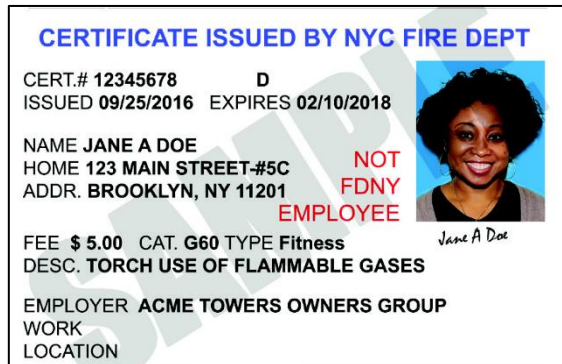 CERTIFICATE ISSUED BY NYC FIRE DEPT
CERT.# 12345678 D
ISSUED 09/25/2016 EXPIRES 02/10/2018
NAME JANE A DOE
HOME 123 MAIN STREET-#5C
ADDR. BROOKLYN, NY 11201
NOT
FDNY
EMPLOYEE
Jane A Doe
FEE $ 5.00 CAT. G60 TYPE Fitness
DESC. TORCH USE OF FLAMMABLE GASES
EMPLOYER ACME TOWERS OWNERS GROUP
WORK
LOCATION
SAMPLE